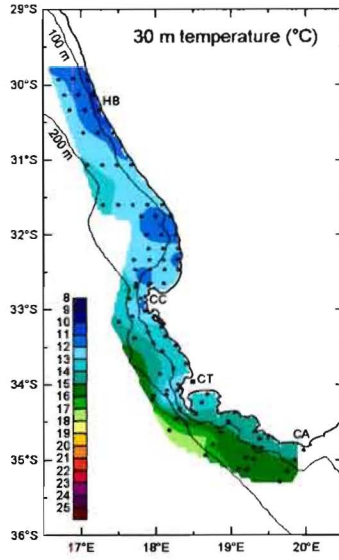 30 m temperature (°C)
29°S
30°S
31°S
32°S
33°S
34°S
35°S
36°S
100 m
200 m
HB
CC
CT
CA
8
9
10
11
12
13
14
15
16
17
18
19
20
21
22
23
24
25
17°E
18°E
19°E
20°E